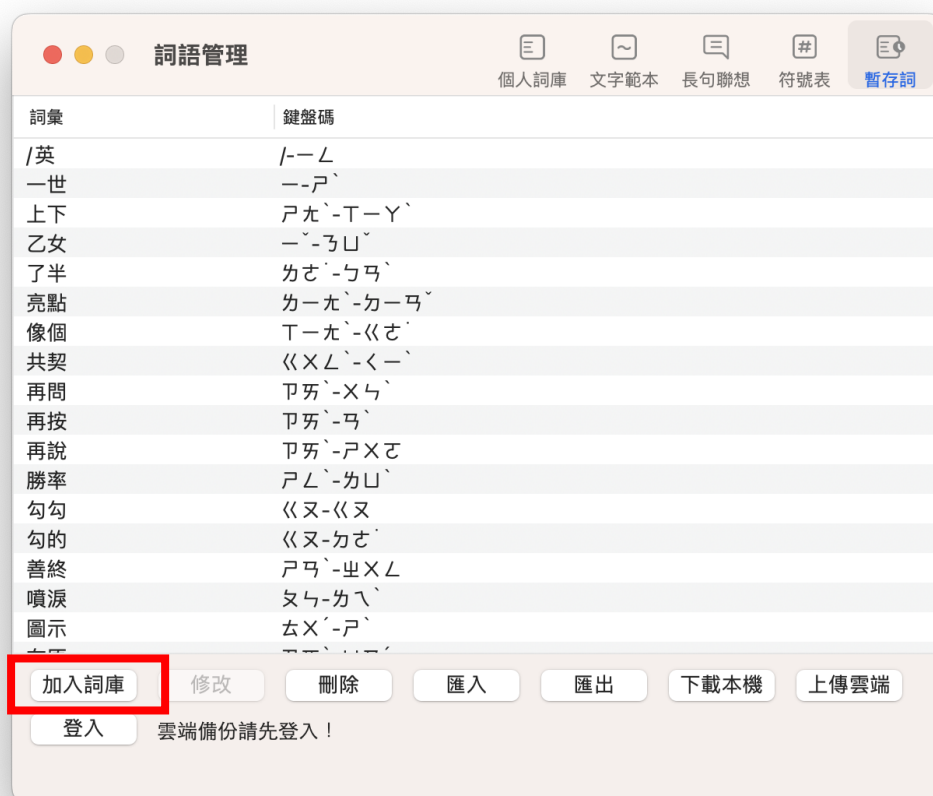 詞語管理
個人詞庫 文字範本 長句聯想 符號表 暫存詞
詞彙 鍵盤碼
/英 /-ㄧㄥ
一世 ㄧ-ㄕˋ
上下 ㄕㄤˋ-ㄒㄧㄚˋ
乙女 ㄧˇ-ㄋㄩˇ
了半 ㄌㄜ˙-ㄅㄢˋ
亮點 ㄌㄧㄤˋ-ㄉㄧㄢˇ
像個 ㄒㄧㄤˋ-ㄍㄜ˙
共契 ㄍㄨㄥˋ-ㄑㄧˋ
再問 ㄗㄞˋ-ㄨㄣˋ
再按 ㄗㄞˋ-ㄢˋ
再說 ㄗㄞˋ-ㄕㄨㄛ
勝率 ㄕㄥˋ-ㄌㄩˋ
勾勾 ㄍㄡ-ㄍㄡ
勾的 ㄍㄡ-ㄉㄜ˙
善終 ㄕㄢˋ-ㄓㄨㄥ
噴淚 ㄆㄣ-ㄌㄟˋ
圖示 ㄊㄨˊ-ㄕˋ
加入詞庫 修改 刪除 匯入 匯出 下載本機 上傳雲端
登入 雲端備份請先登入！